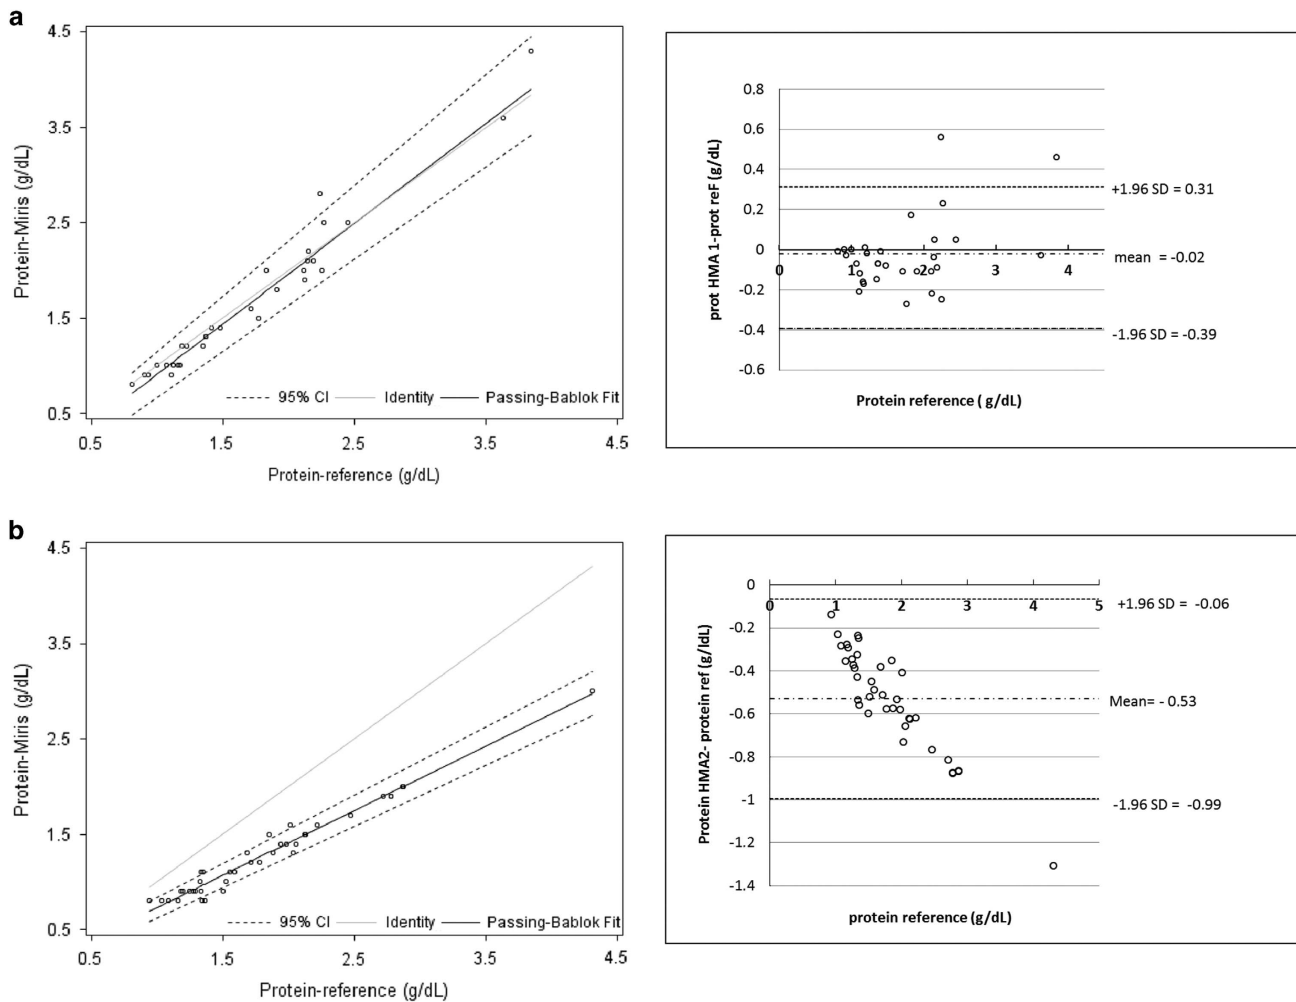 a
4.5
3.5
2.5
1.5
0.5
Protein-Miris (g/dL)
95% CI Identity Passing-Bablok Fit
0.5 1.5 2.5 3.5 4.5
Protein-reference (g/dL)
0.8
0.6
0.4
0.2
0
-0.2
-0.4
-0.6
prot HMA 1-prot reF (g/dL)
0 1 2 3 4
+1.96 SD = 0.31
mean = -0.02
-1.96 SD = -0.39
Protein reference ( g/dL)
b
4.5
3.5
2.5
1.5
0.5
Protein-Miris (g/dL)
95% CI Identity Passing-Bablok Fit
0.5 1.5 2.5 3.5 4.5
Protein-reference (g/dL)
0
-0.2
-0.4
-0.6
-0.8
-1
-1.2
-1.4
Protein HMA2- protein ref (g/ldL)
0 1 2 3 4 5
+1.96 SD = -0.06
Mean= - 0.53
-1.96 SD = -0.99
protein reference (g/dL)